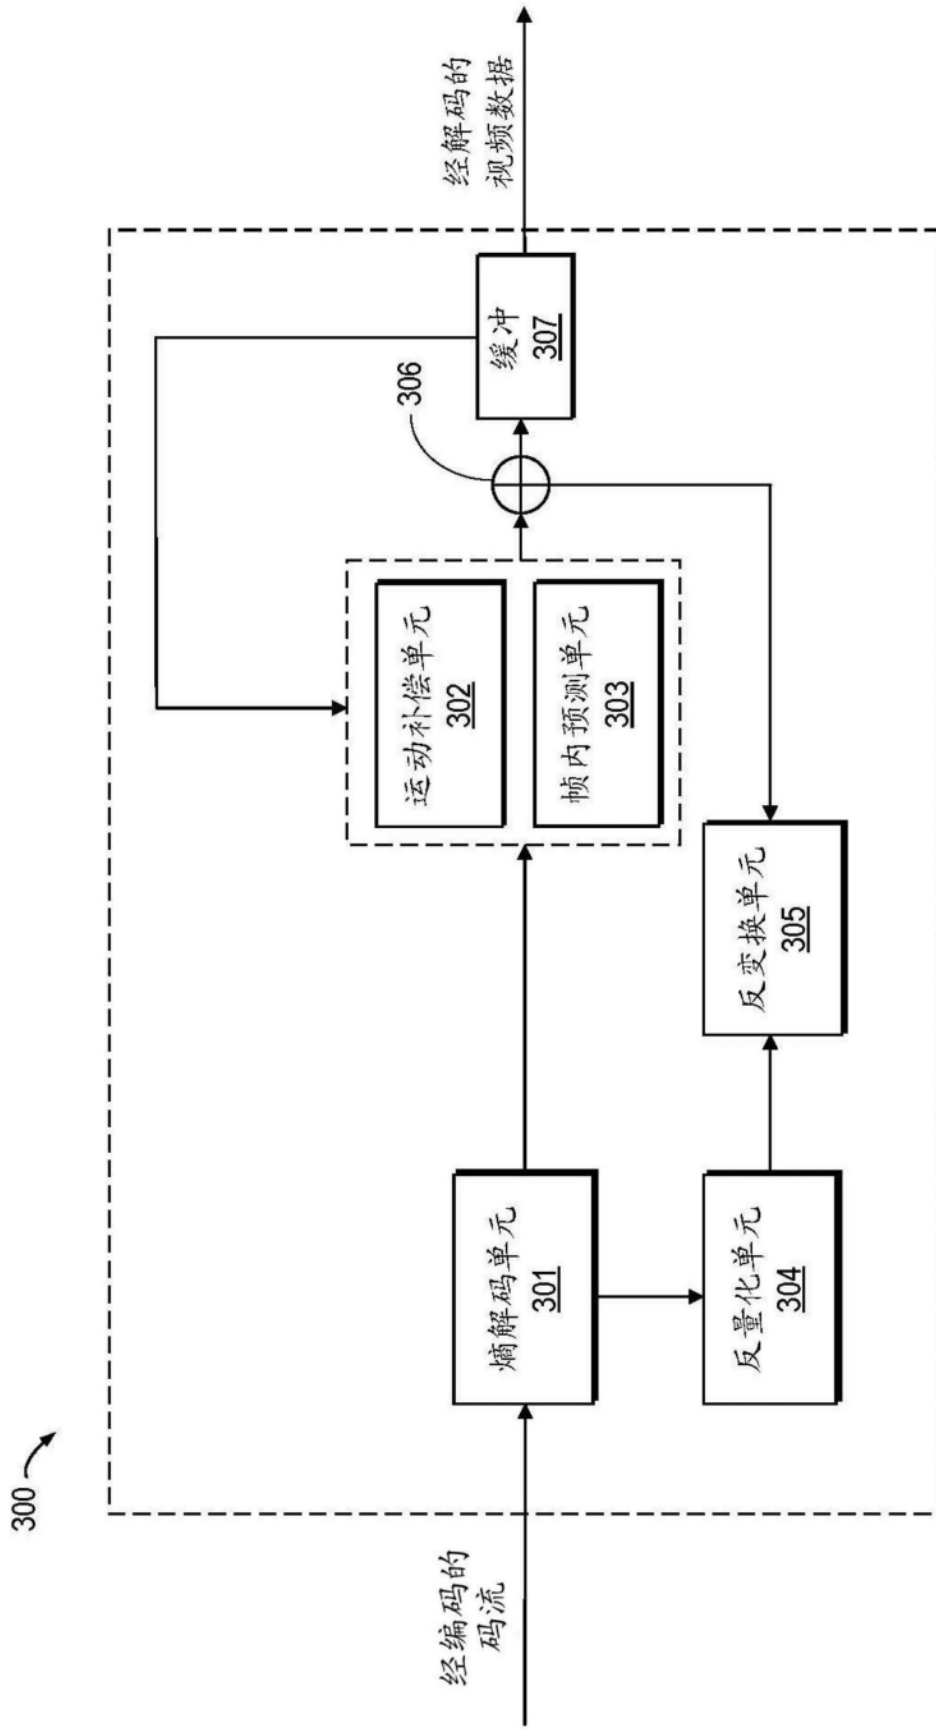 300
经编码的
码流
熵解码单元
301
反量化单元
304
反变换单元
305
运动补偿单元
302
帧内预测单元
303
306
缓冲
307
经解码的
视频数据